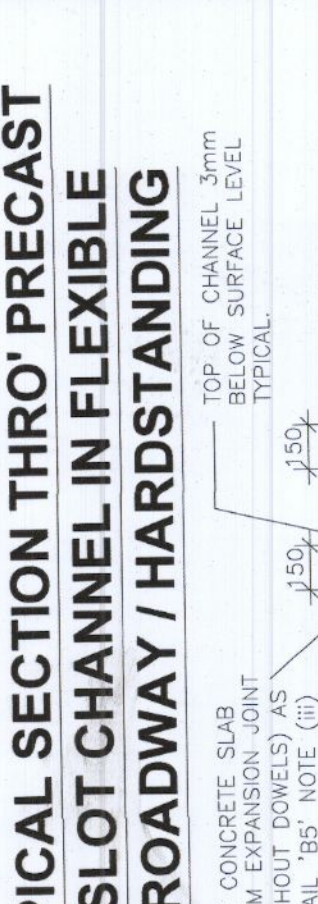 PICAL SECTION THRO' PRECAST
SLOT CHANNEL IN FLEXIBLE
ROADWAY / HARDSTANDING
TOP OF CHANNEL 3mm
BELOW SURFACE LEVEL
TYPICAL.
150
150
CONCRETE SLAB
M EXPANSION JOINT
HOUT DOWELS) AS
AIL 'B5' NOTE (iii)